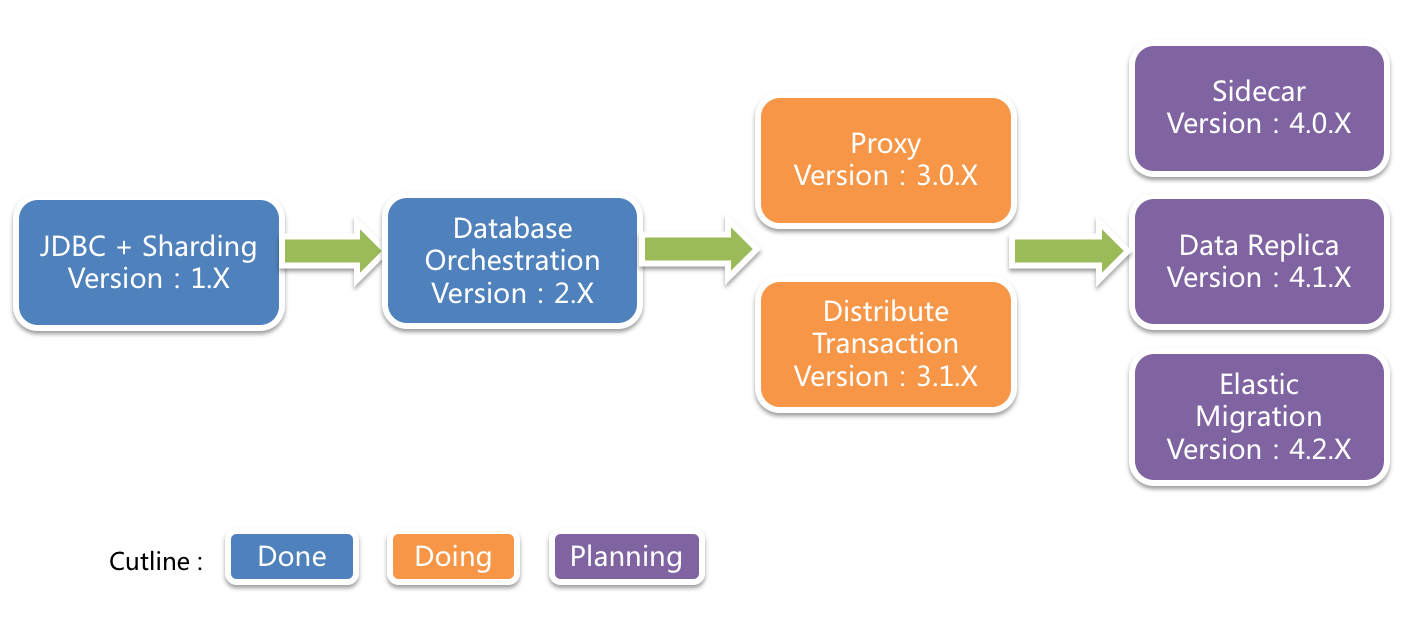 JDBC + Sharding
Version：1.X
Database
Orchestration
Version：2.X
Proxy
Version：3.0.X
Distribute
Transaction
Version：3.1.X
Sidecar
Version：4.0.X
Data Replica
Version：4.1.X
Elastic
Migration
Version：4.2.X
Cutline :
Done
Doing
Planning